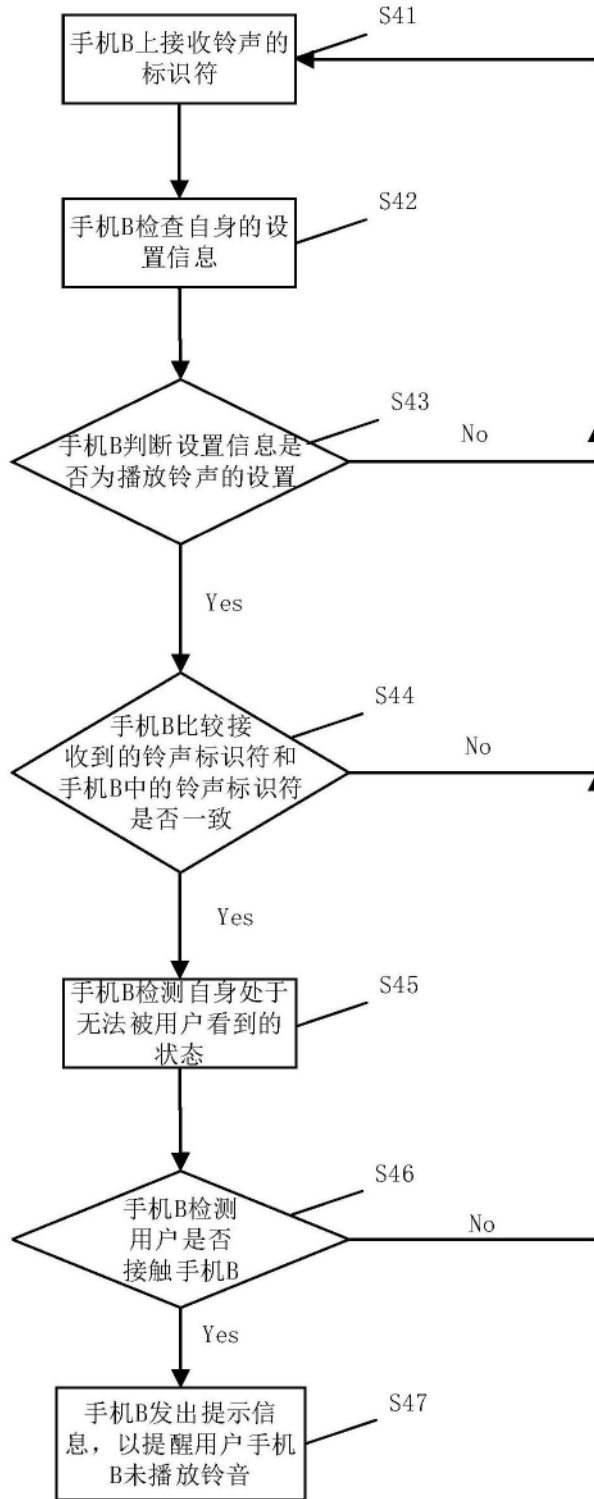 S41
手机B上接收铃声的
标识符
S42
手机B检查自身的设
置信息
S43
手机B判断设置信息是
否为播放铃声的设置
No
Yes
S44
手机B比较接
收到的铃声标识符和
手机B中的铃声标识符
是否一致
No
Yes
S45
手机B检测自身处于
无法被用户看到的
状态
S46
手机B检测
用户是否
接触手机B
No
Yes
S47
手机B发出提示信
息，以提醒用户手机
B未播放铃音